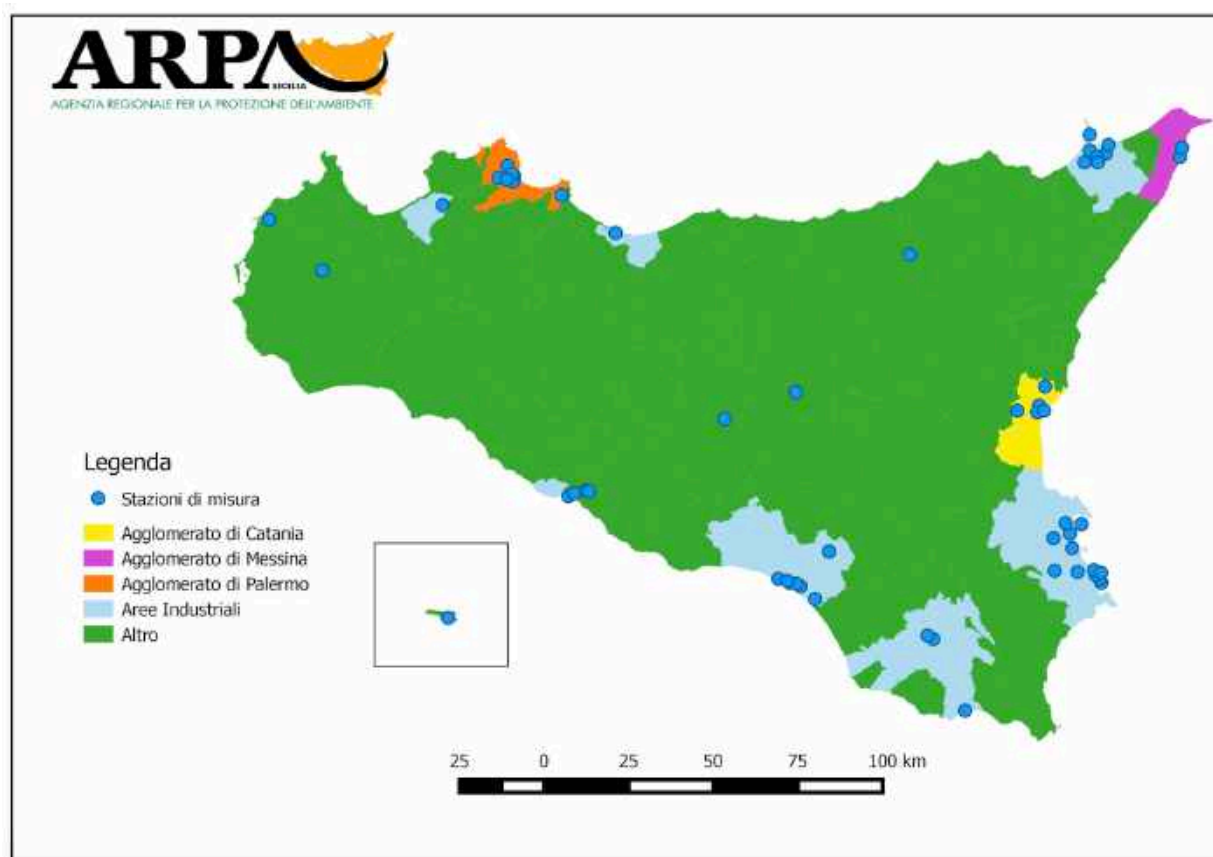 ARPA
SICILIA
AGENZIA REGIONALE PER LA PROTEZIONE DELL'AMBIENTE
Legenda
Stazioni di misura
Agglomerato di Catania
Agglomerato di Messina
Agglomerato di Palermo
Aree Industriali
Altro
25 0 25 50 75 100 km